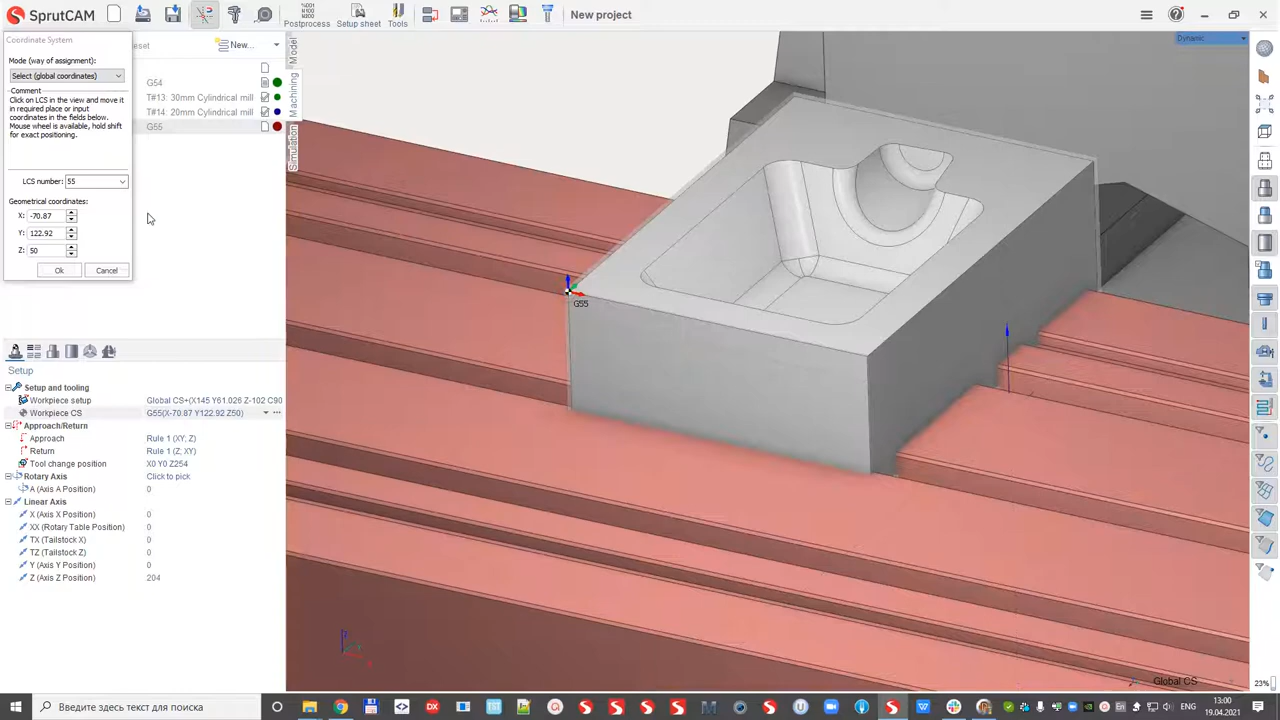 SprutCAM
Postprocess
Setup sheet
Tools
New project
Coordinate System
Mode (way of assignment):
Select (global coordinates)
Comment
Click on LCS in the view and move it
in required place or input
coordinates in the fields below.
Mouse wheel is available, hold shift
for exact positioning.
LCS number: 55
Geometrical coordinates:
X: -70.87
Y: 122.92
Z: 50
Ok
Cancel
New...
G54
T#13: 30mm Cylindrical mill
T#14: 20mm Cylindrical mill
G55
Model
Machining
Simulation
Dynamic
G55
Setup
Setup and tooling
Workpiece setup Global CS+(X145 Y61.026 Z-102 C90
Workpiece CS G55(X-70.87 Y122.92 Z50)
Approach/Return
Approach Rule 1 (XY; Z)
Return Rule 1 (Z; XY)
Tool change position X0 Y0 Z254
Rotary Axis Click to pick
A (Axis A Position) 0
Linear Axis
X (Axis X Position) 0
XX (Rotary Table Position) 0
TX (Tailstock X) 0
TZ (Tailstock Z) 0
Y (Axis Y Position) 0
Z (Axis Z Position) 204
Global CS
23%
Введите здесь текст для поиска
13:00
19.04.2021